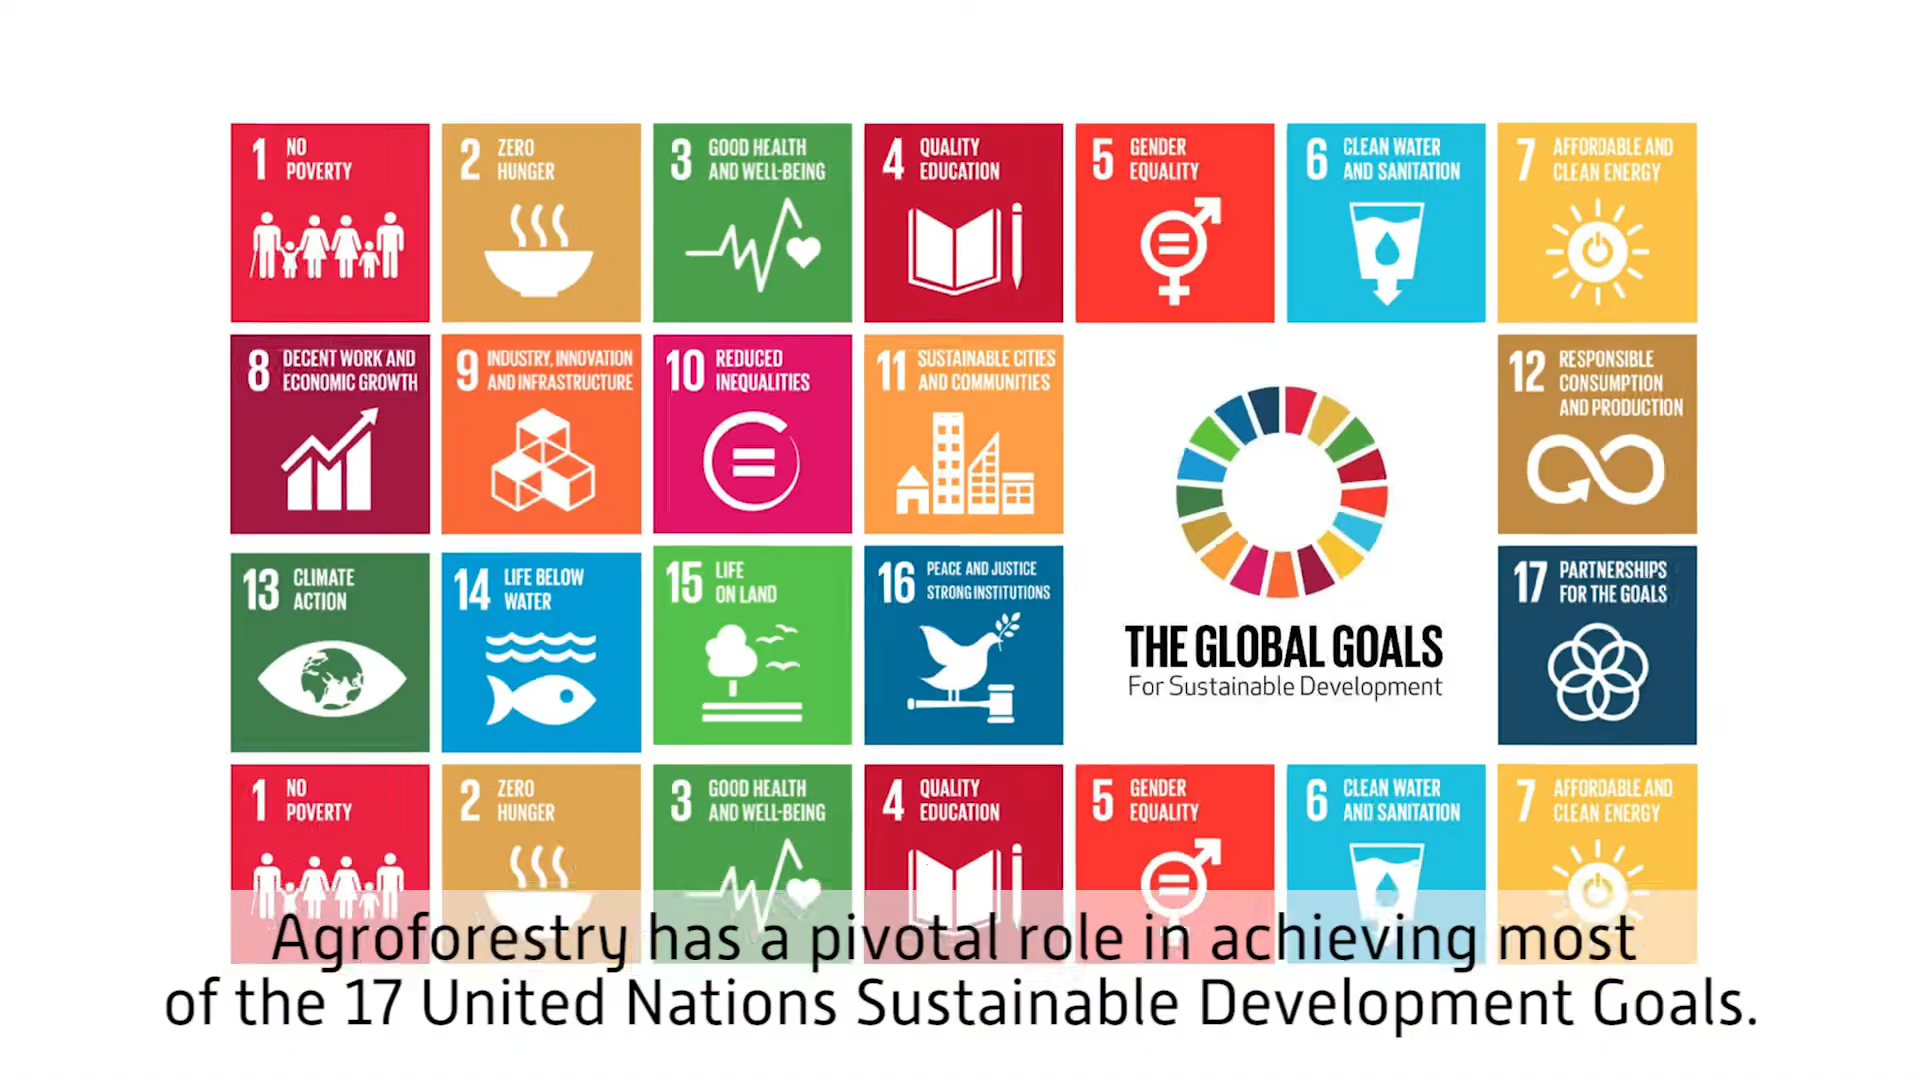 1 NO POVERTY
2 ZERO HUNGER
3 GOOD HEALTH AND WELL-BEING
4 QUALITY EDUCATION
5 GENDER EQUALITY
6 CLEAN WATER AND SANITATION
7 AFFORDABLE AND CLEAN ENERGY
8 DECENT WORK AND ECONOMIC GROWTH
9 INDUSTRY, INNOVATION AND INFRASTRUCTURE
10 REDUCED INEQUALITIES
11 SUSTAINABLE CITIES AND COMMUNITIES
12 RESPONSIBLE CONSUMPTION AND PRODUCTION
13 CLIMATE ACTION
14 LIFE BELOW WATER
15 LIFE ON LAND
16 PEACE AND JUSTICE STRONG INSTITUTIONS
THE GLOBAL GOALS
For Sustainable Development
17 PARTNERSHIPS FOR THE GOALS
1 NO POVERTY
2 ZERO HUNGER
3 GOOD HEALTH AND WELL-BEING
4 QUALITY EDUCATION
5 GENDER EQUALITY
6 CLEAN WATER AND SANITATION
7 AFFORDABLE AND CLEAN ENERGY
Agroforestry has a pivotal role in achieving most
of the 17 United Nations Sustainable Development Goals.